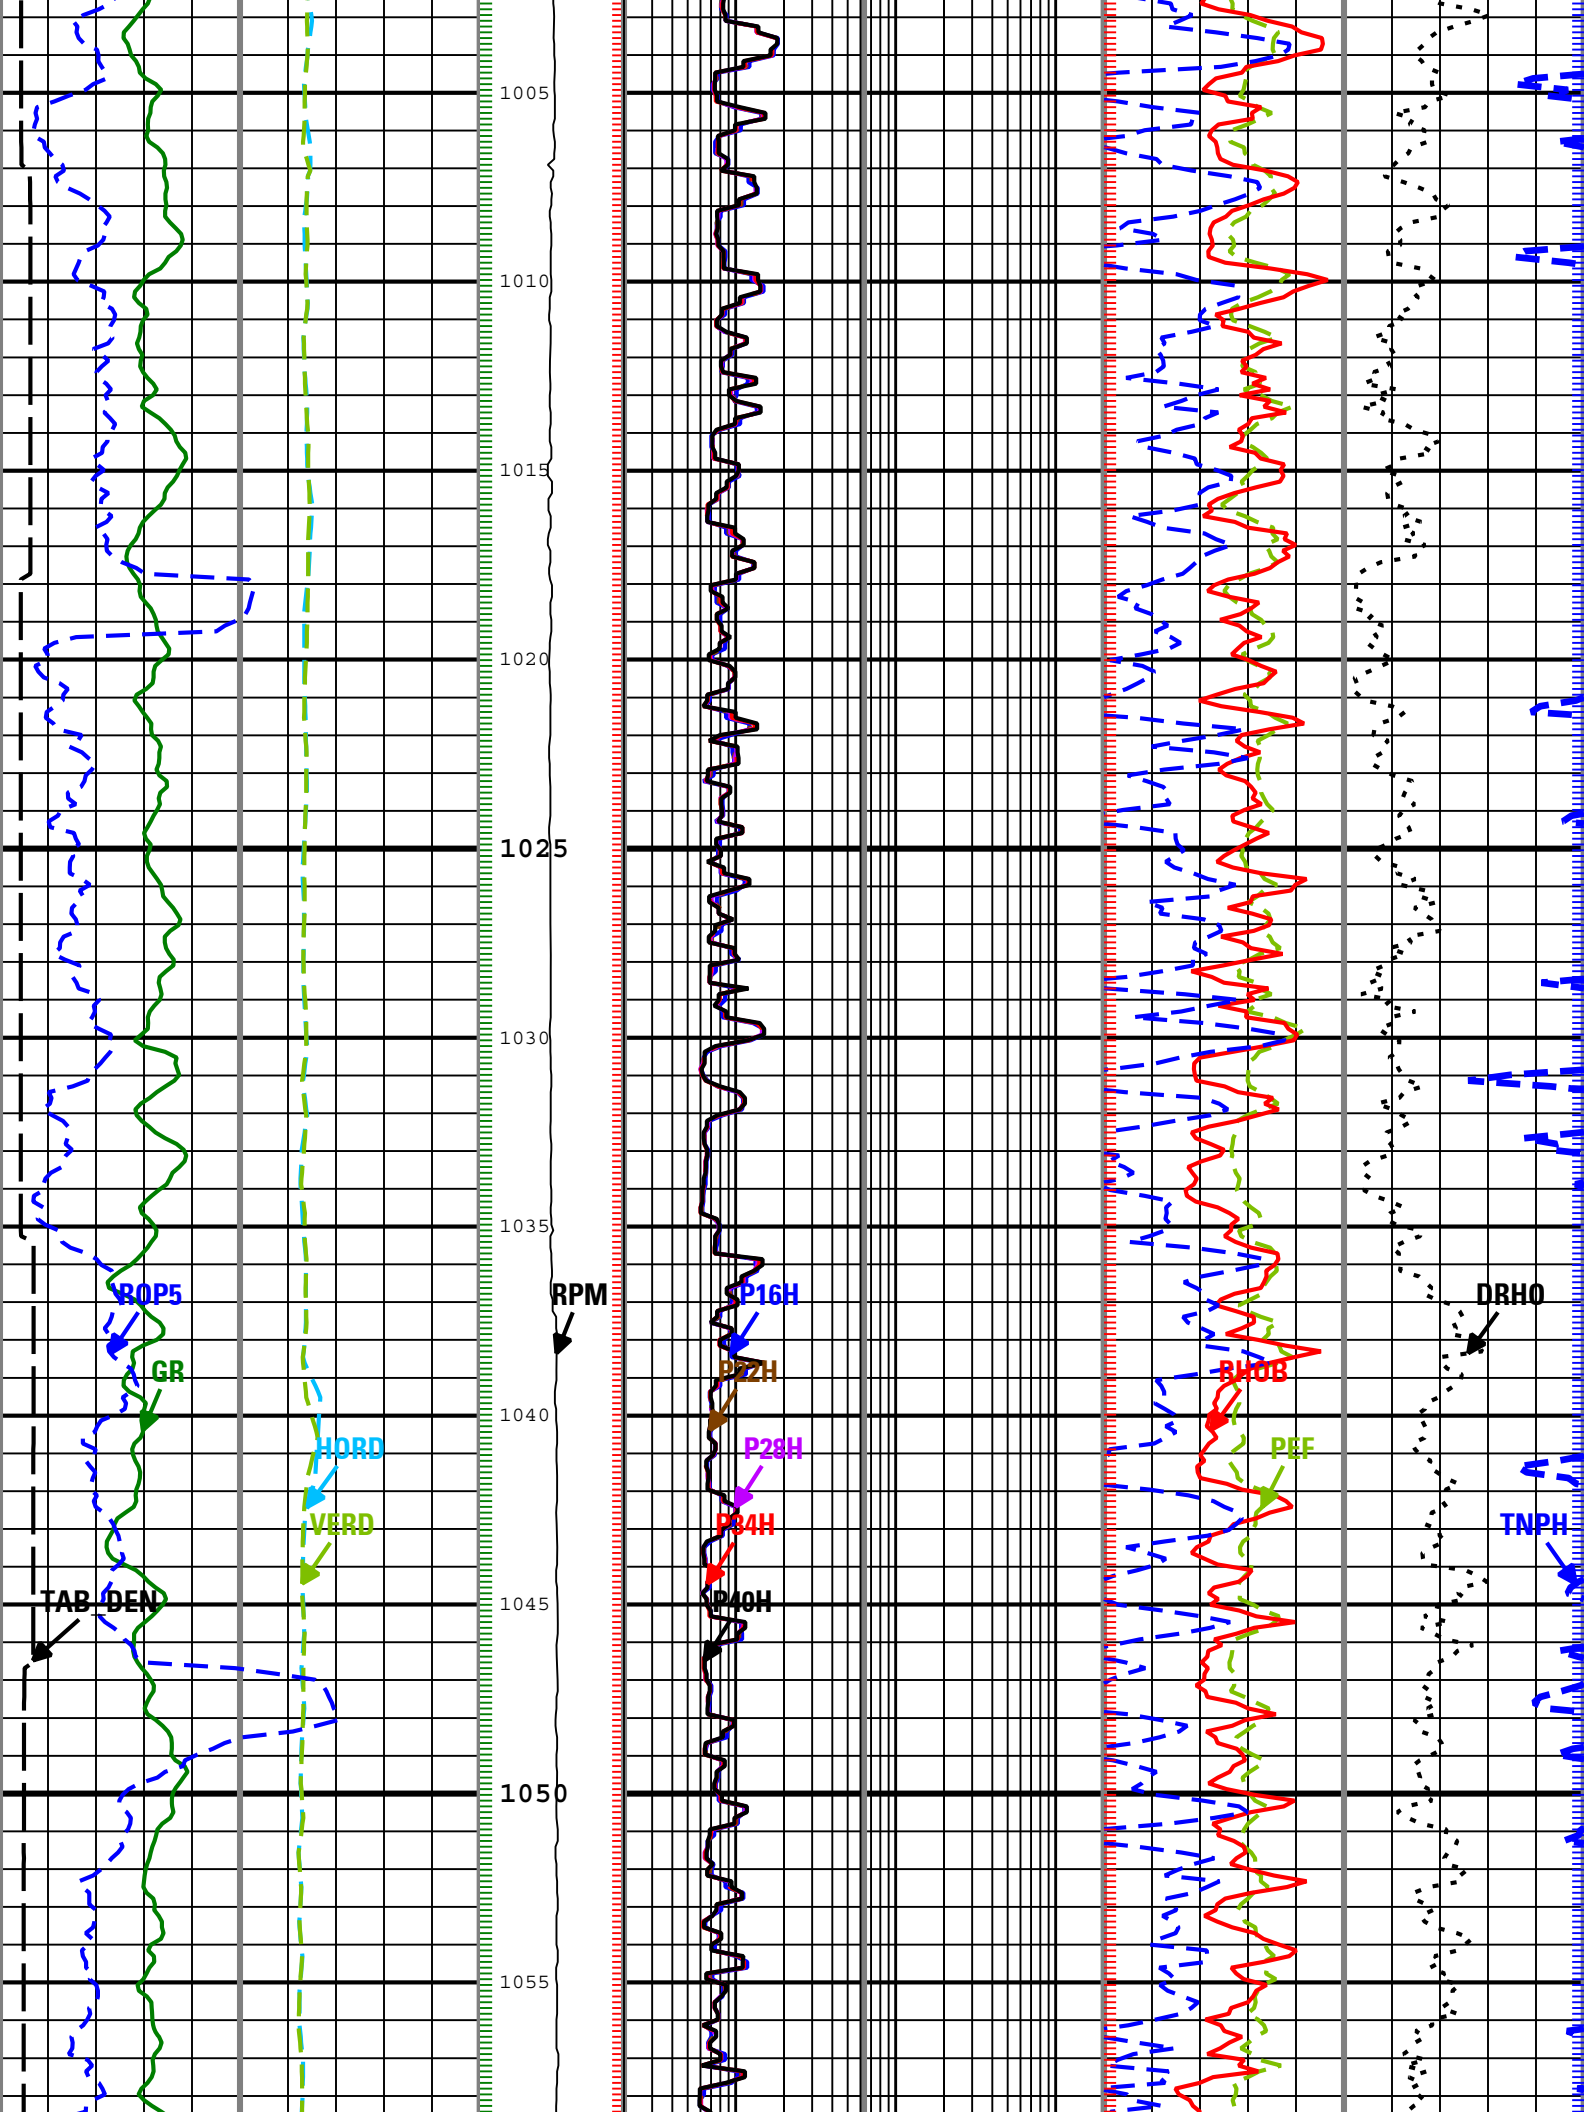 1005
1010
1015
1020
1025
1030
1035
ROP5
RPM
P16H
DRHO
GR
P22H
RHOB
1040
HORD
P28H
PEF
VERD
P34H
TNPH
TAB_DEN
1045
P40H
1050
1055